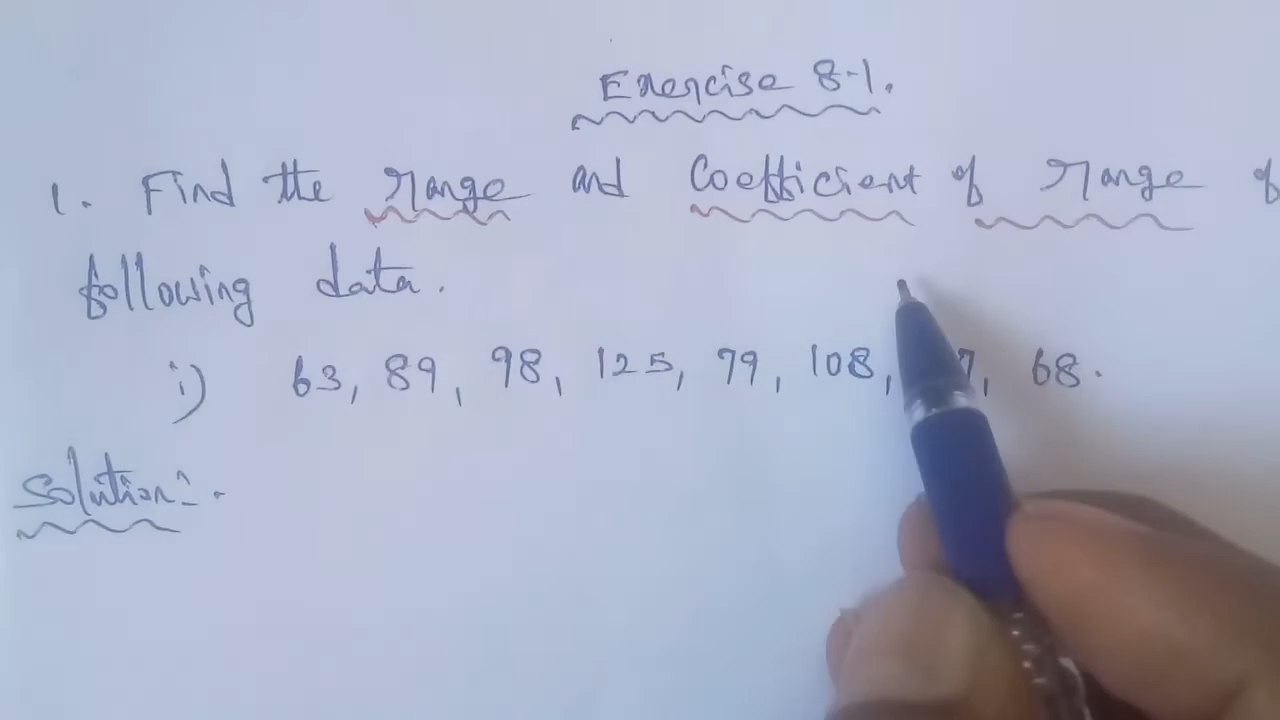 Exercise 8.1.
1. Find the range and Coefficient of range of
following data.
i) 63, 89, 98, 125, 79, 108, 7, 68.
Solution:-